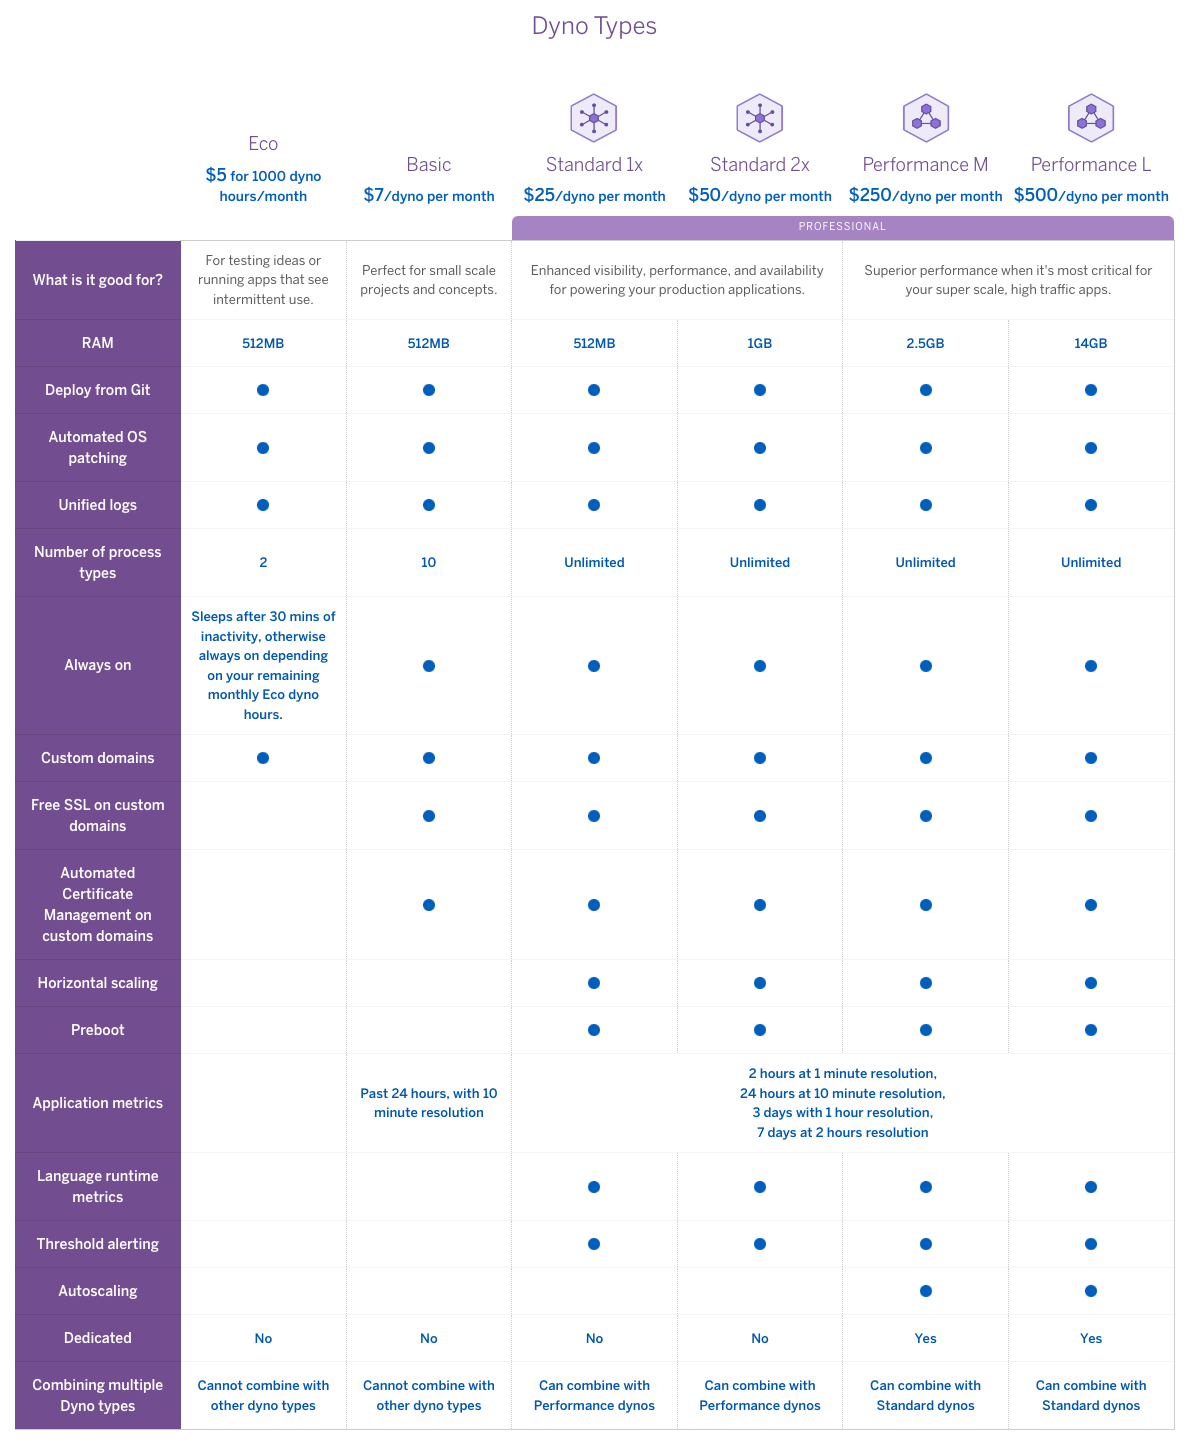 Dyno Types
Eco
$5 for 1000 dyno
hours/month
Basic
$7/dyno per month
Standard 1x
$25/dyno per month
Standard 2x
$50/dyno per month
Performance M
$250/dyno per month
Performance L
$500/dyno per month
PROFESSIONAL
What is it good for?
For testing ideas or
running apps that see
intermittent use.
Perfect for small scale
projects and concepts.
Enhanced visibility, performance, and availability
for powering your production applications.
Superior performance when it's most critical for
your super scale, high traffic apps.
RAM
512MB
512MB
512MB
1GB
2.5GB
14GB
Deploy from Git
Automated OS
patching
Unified logs
Number of process
types
2
10
Unlimited
Unlimited
Unlimited
Unlimited
Always on
Sleeps after 30 mins of
inactivity, otherwise
always on depending
on your remaining
monthly Eco dyno
hours.
Custom domains
Free SSL on custom
domains
Automated
Certificate
Management on
custom domains
Horizontal scaling
Preboot
Application metrics
Past 24 hours, with 10
minute resolution
2 hours at 1 minute resolution,
24 hours at 10 minute resolution,
3 days with 1 hour resolution,
7 days at 2 hours resolution
Language runtime
metrics
Threshold alerting
Autoscaling
Dedicated
No
No
No
No
Yes
Yes
Combining multiple
Dyno types
Cannot combine with
other dyno types
Cannot combine with
other dyno types
Can combine with
Performance dynos
Can combine with
Performance dynos
Can combine with
Standard dynos
Can combine with
Standard dynos